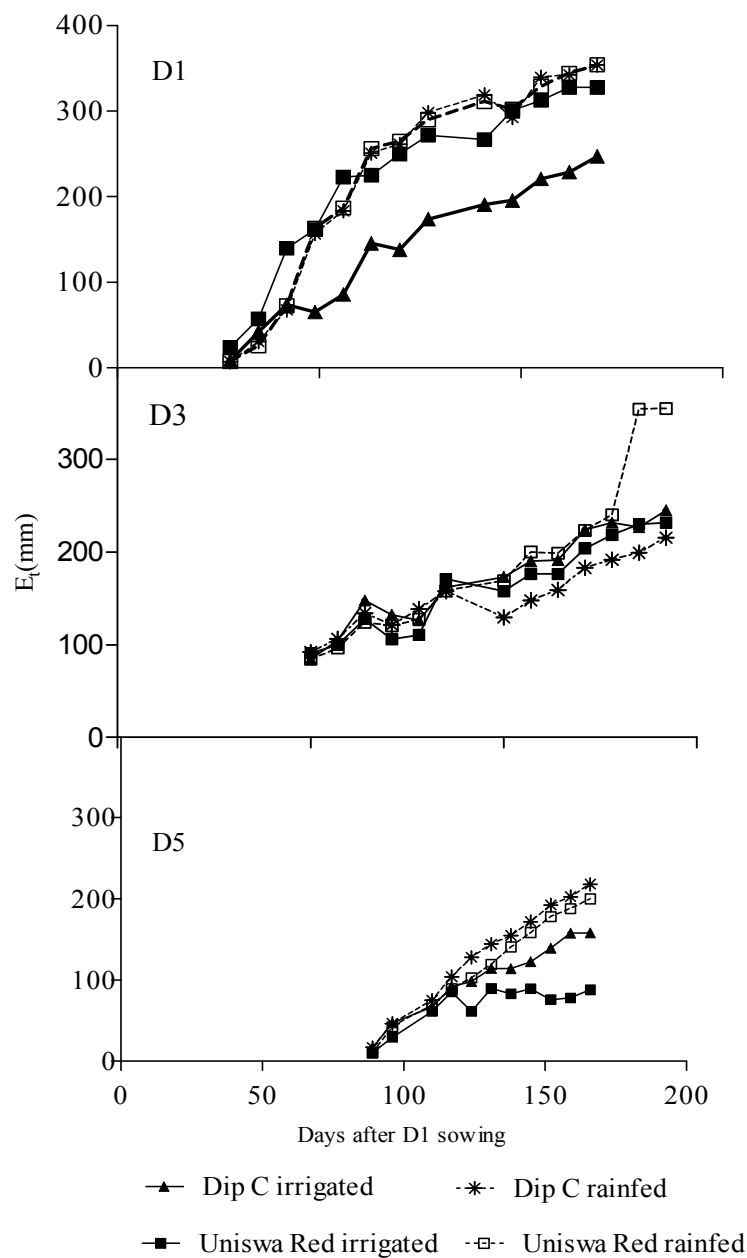 400
D1
300
200
100
0
D3
300
200
100
0
Et(mm)
300
D5
200
100
0
0 50 100 150 200
Days after D1 sowing
Dip C irrigated Dip C rainfed
Uniswa Red irrigated Uniswa Red rainfed